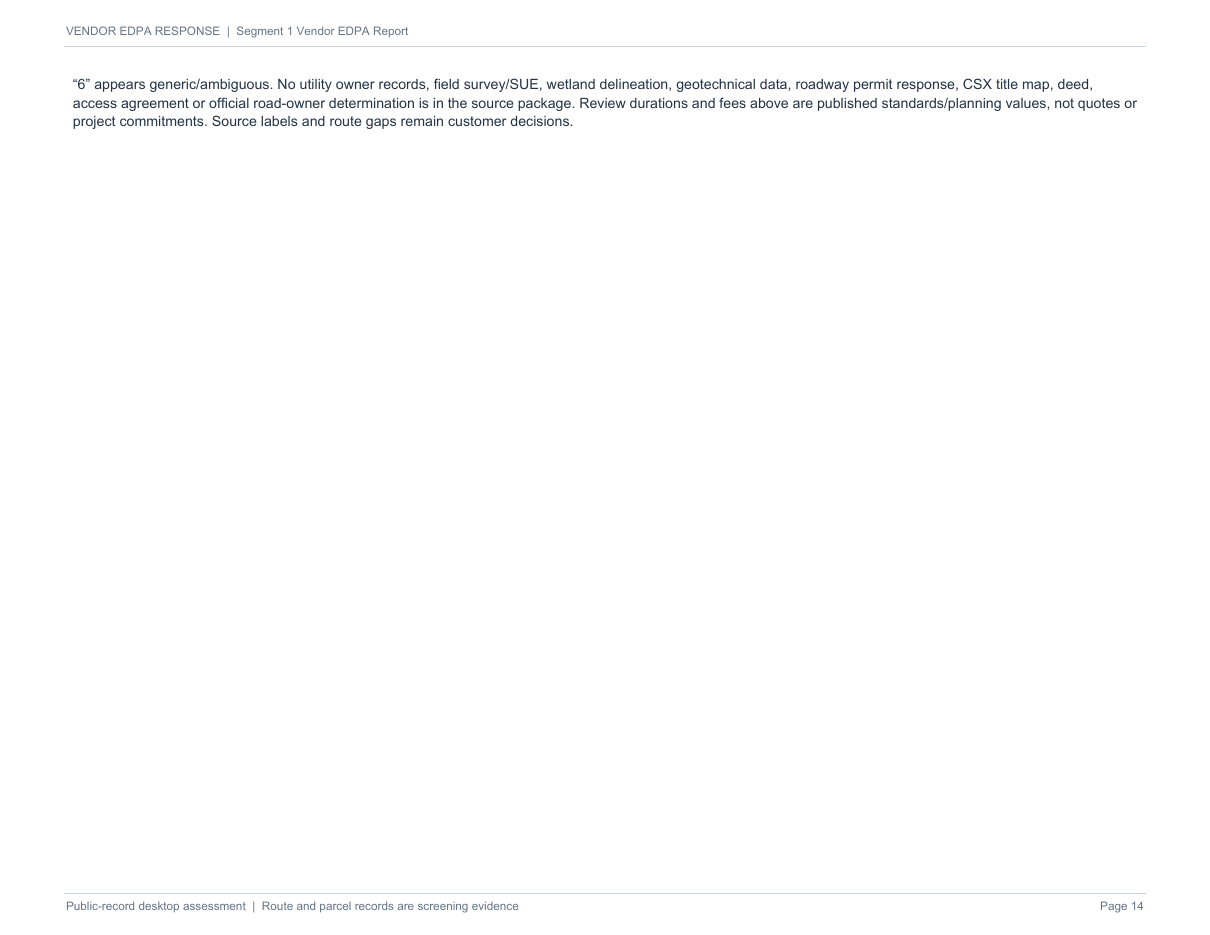 VENDOR EDPA RESPONSE | Segment 1 Vendor EDPA Report
“6” appears generic/ambiguous. No utility owner records, field survey/SUE, wetland delineation, geotechnical data, roadway permit response, CSX title map, deed,
access agreement or official road-owner determination is in the source package. Review durations and fees above are published standards/planning values, not quotes or
project commitments. Source labels and route gaps remain customer decisions.
Public-record desktop assessment | Route and parcel records are screening evidence
Page 14